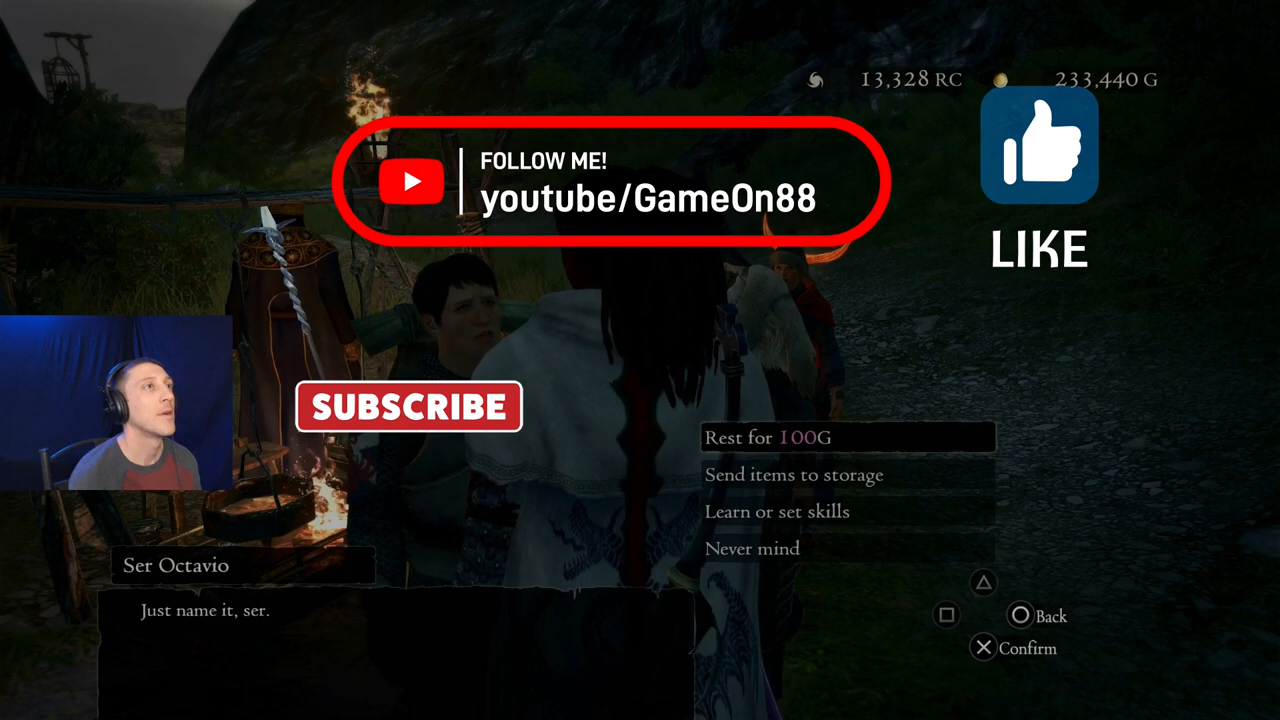 13,328 RC
233,440 G
FOLLOW ME!
youtube/GameOn88
LIKE
SUBSCRIBE
Rest for 100G
Send items to storage
Learn or set skills
Never mind
Ser Octavio
Just name it, ser.
Back
Confirm